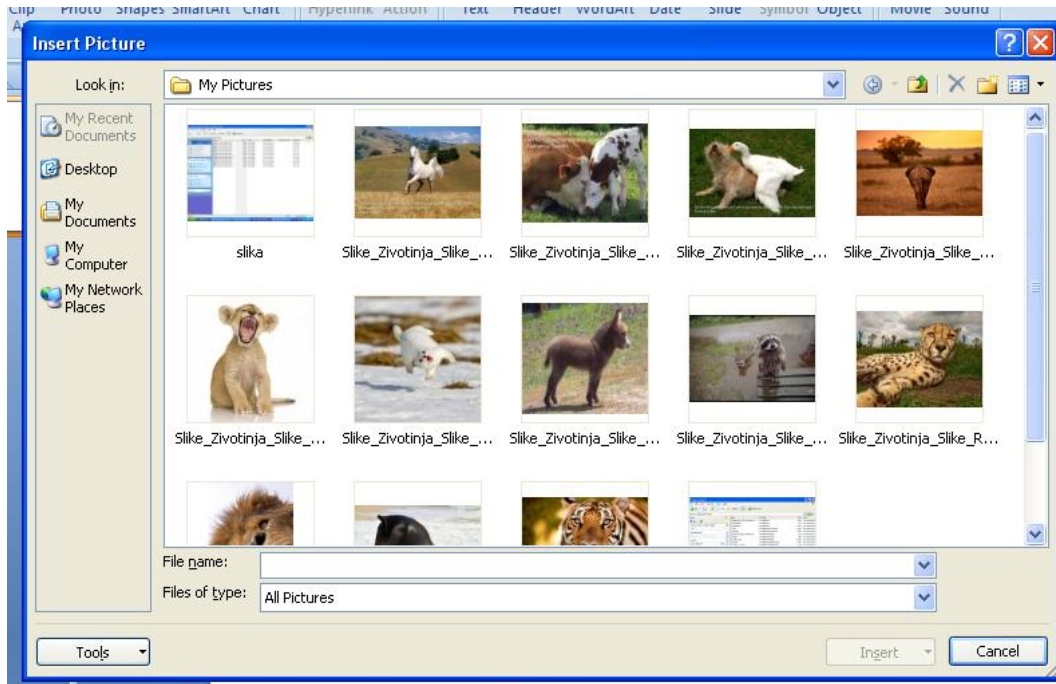 Clip Photo Shapes SmartArt Chart Hyperlink Action Text Header WordArt Date Slide Symbol Object Movie Sound
Insert Picture
Look in: My Pictures
My Recent
Documents
Desktop
My
Documents
My
Computer
My Network
Places
slika Slike_Zivotinja_Slike_... Slike_Zivotinja_Slike_... Slike_Zivotinja_Slike_... Slike_Zivotinja_Slike_...
Slike_Zivotinja_Slike_... Slike_Zivotinja_Slike_... Slike_Zivotinja_Slike_... Slike_Zivotinja_Slike_... Slike_Zivotinja_Slike_R...
File name:
Files of type: All Pictures
Tools Insert Cancel